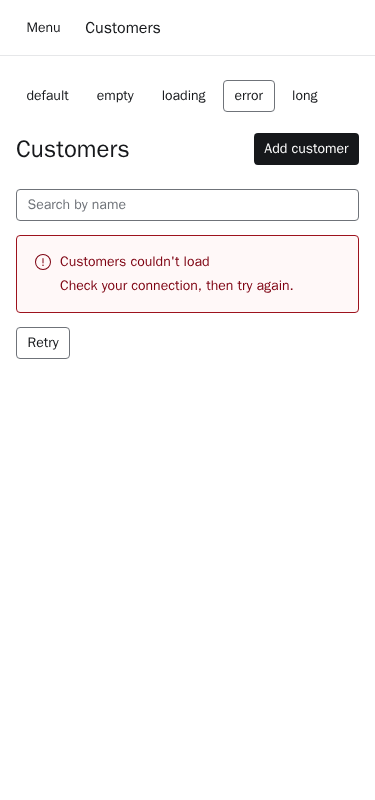 Menu Customers
default empty loading error long
Customers Add customer
Search by name
Customers couldn't load
Check your connection, then try again.
Retry